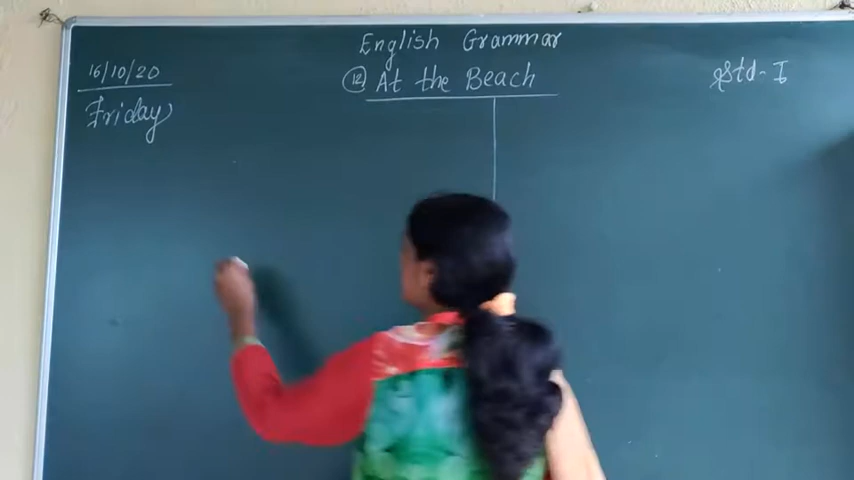 English Grammar
16/10/20
⑫ At the Beach
Std-I
Friday